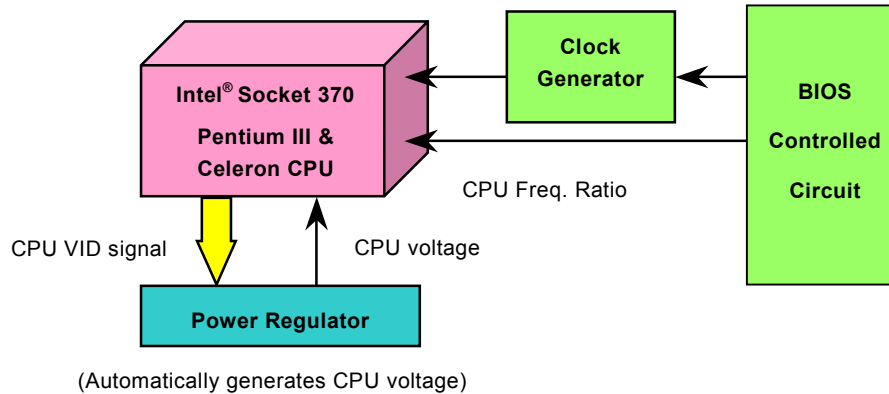 Intel® Socket 370
Pentium III &
Celeron CPU
Clock
Generator
BIOS
Controlled
Circuit
CPU Freq. Ratio
CPU VID signal
CPU voltage
Power Regulator
(Automatically generates CPU voltage)